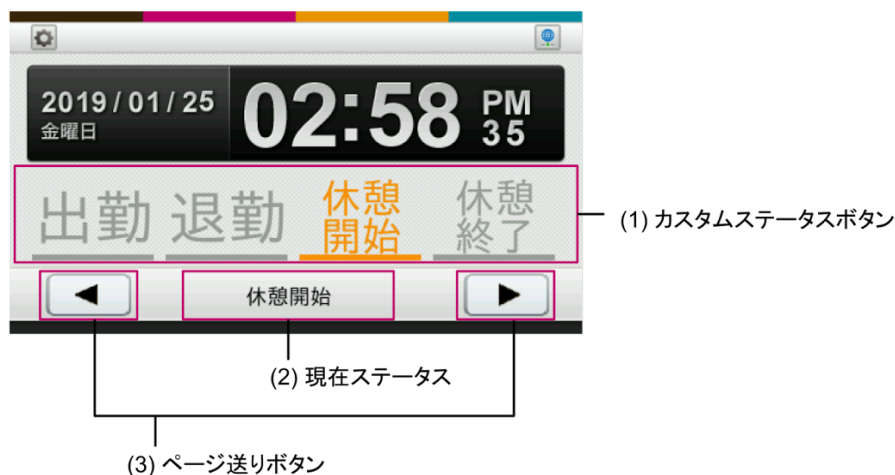 2019/01/25
金曜日
02:58
PM
35
出勤
退勤
休憩
開始
休憩
終了
(1) カスタムステータスボタン
◀
休憩開始
▶
(2) 現在ステータス
(3) ページ送りボタン